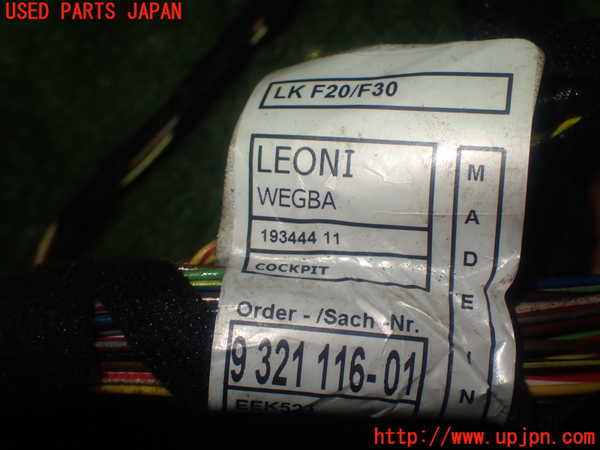 USED PARTS JAPAN
LK F20/F30
LEONI
WEGBA
193444 11
COCKPIT
MADE IN
Order - /Sach -Nr.
9 321 116-01
http://www.upjpn.com